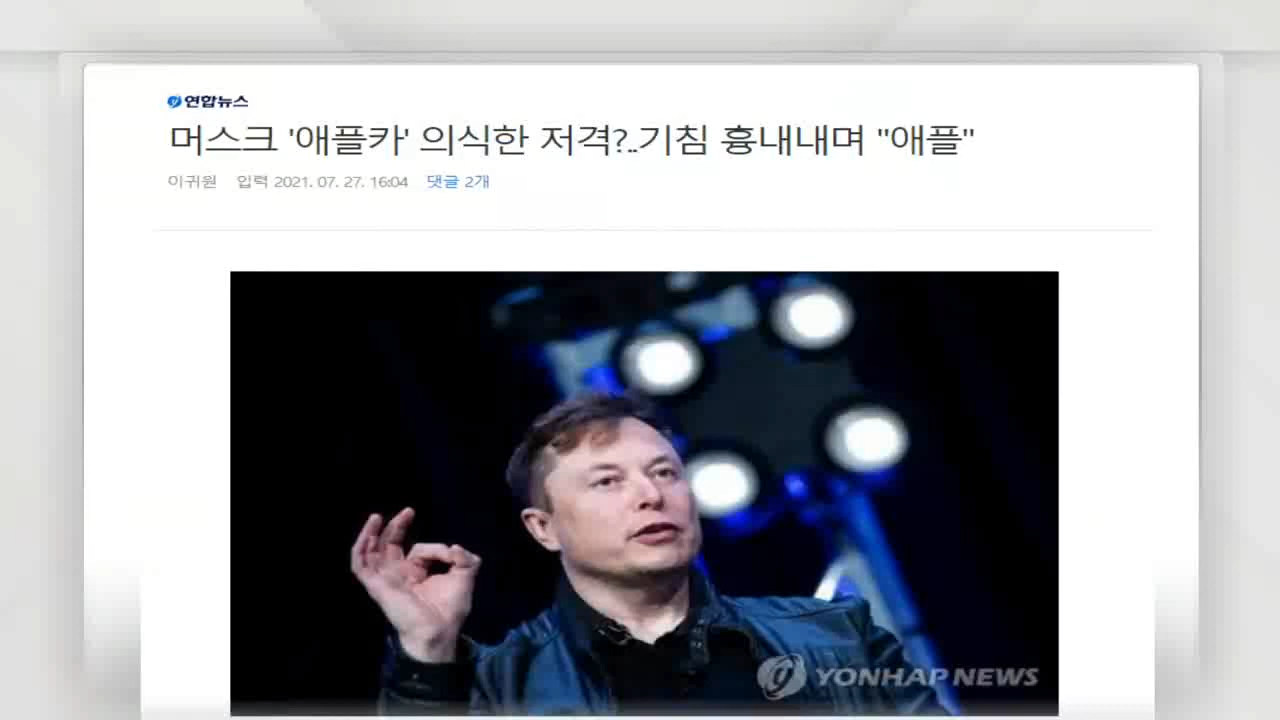 연합뉴스
머스크 '애플카' 의식한 저격?..기침 흉내내며 "애플"
이귀원 입력 2021. 07. 27. 16:04 댓글 2개
YONHAP NEWS